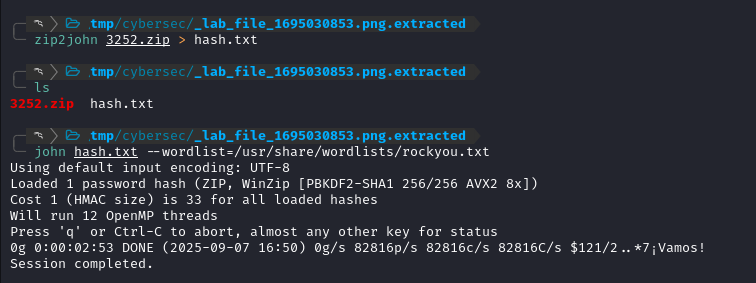 tmp/cybersec/_lab_file_1695030853.png.extracted
zip2john 3252.zip > hash.txt
tmp/cybersec/_lab_file_1695030853.png.extracted
ls
3252.zip  hash.txt
tmp/cybersec/_lab_file_1695030853.png.extracted
john hash.txt --wordlist=/usr/share/wordlists/rockyou.txt
Using default input encoding: UTF-8
Loaded 1 password hash (ZIP, WinZip [PBKDF2-SHA1 256/256 AVX2 8x])
Cost 1 (HMAC size) is 33 for all loaded hashes
Will run 12 OpenMP threads
Press 'q' or Ctrl-C to abort, almost any other key for status
0g 0:00:02:53 DONE (2025-09-07 16:50) 0g/s 82816p/s 82816c/s 82816C/s $121/2..*7¡Vamos!
Session completed.